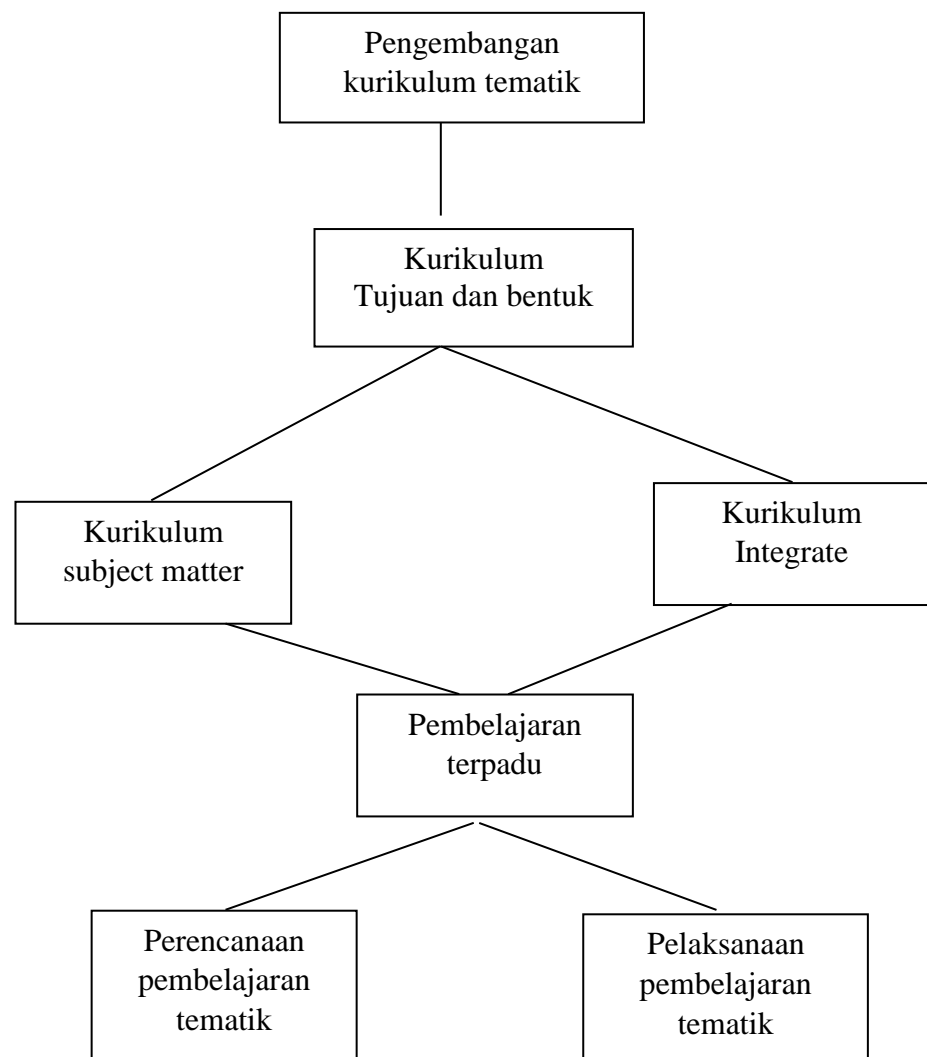 Pengembangan
kurikulum tematik
Kurikulum
Tujuan dan bentuk
Kurikulum
subject matter
Kurikulum
Integrate
Pembelajaran
terpadu
Perencanaan
pembelajaran
tematik
Pelaksanaan
pembelajaran
tematik